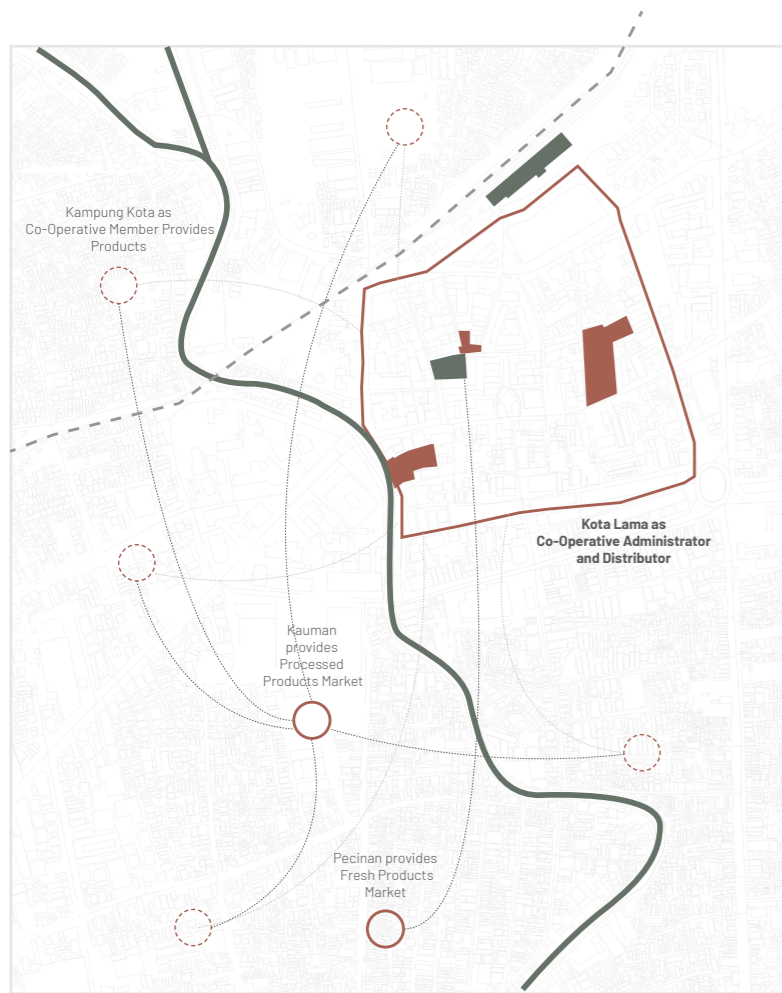 Kampung Kota as
Co-Operative Member Provides
Products
Kota Lama as
Co-Operative Administrator
and Distributor
Kauman
provides
Processed
Products Market
Pecinan provides
Fresh Products
Market